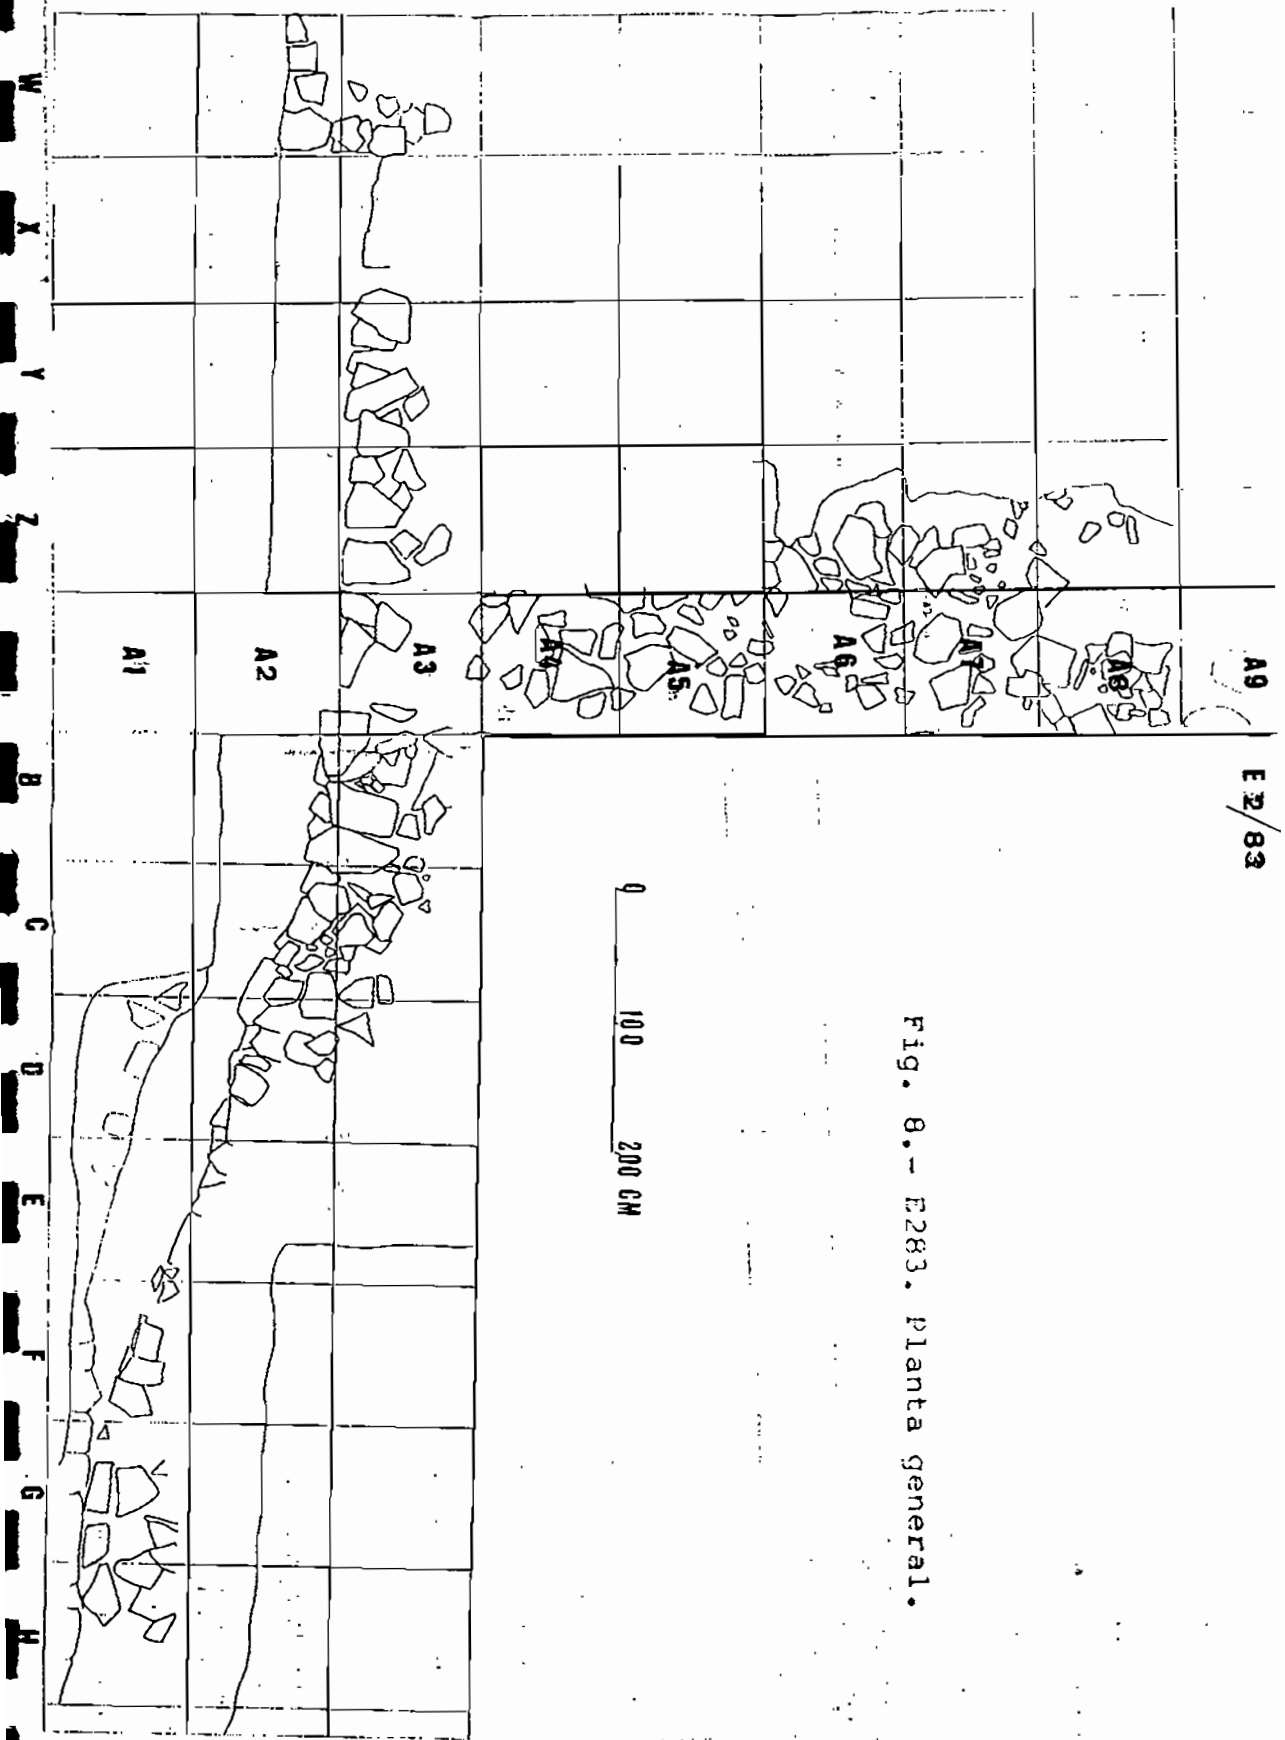 W
X
Y
Z
A1
A2
A3
A4
A5
A6
A7
A8
A9
B
C
D
E
F
G
H
E 2/83
0
100
200 CM
Fig. 8.- E283. Planta general.